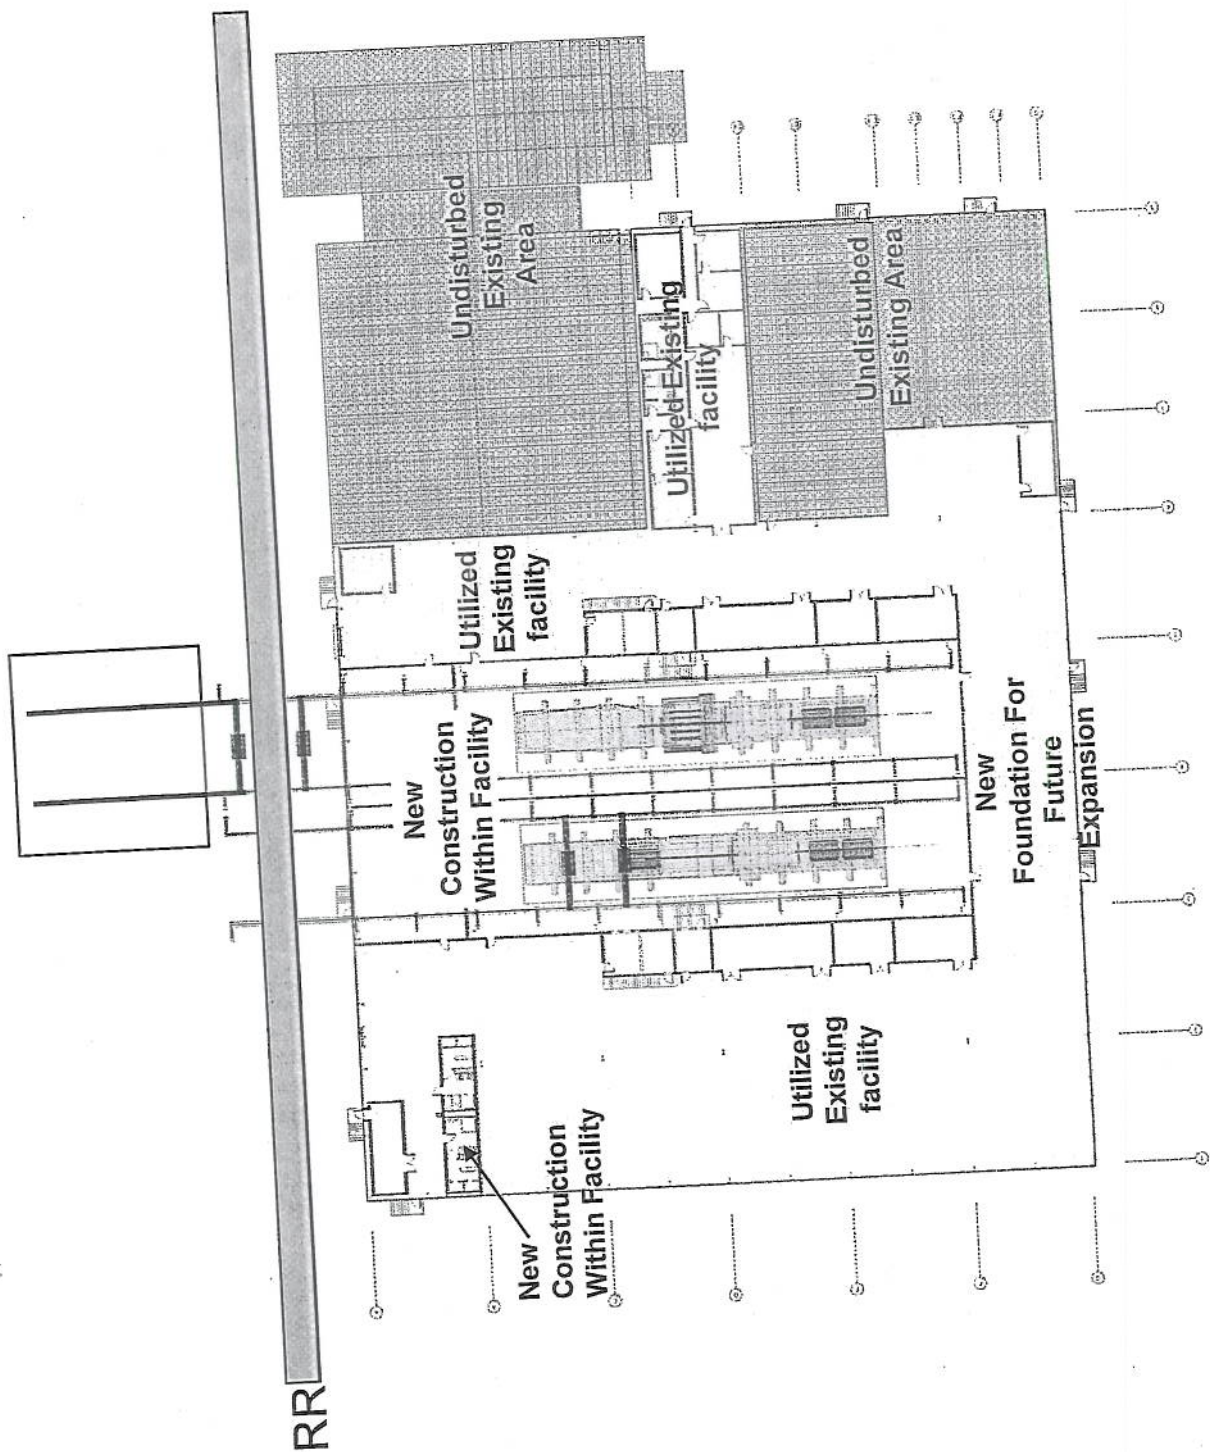 RR
Undisturbed
Existing
Area
Utilized Existing
facility
Undisturbed
Existing Area
Utilized
Existing
facility
New
Construction
Within Facility
New
Foundation For
Future
Expansion
Utilized
Existing
facility
New
Construction
Within Facility